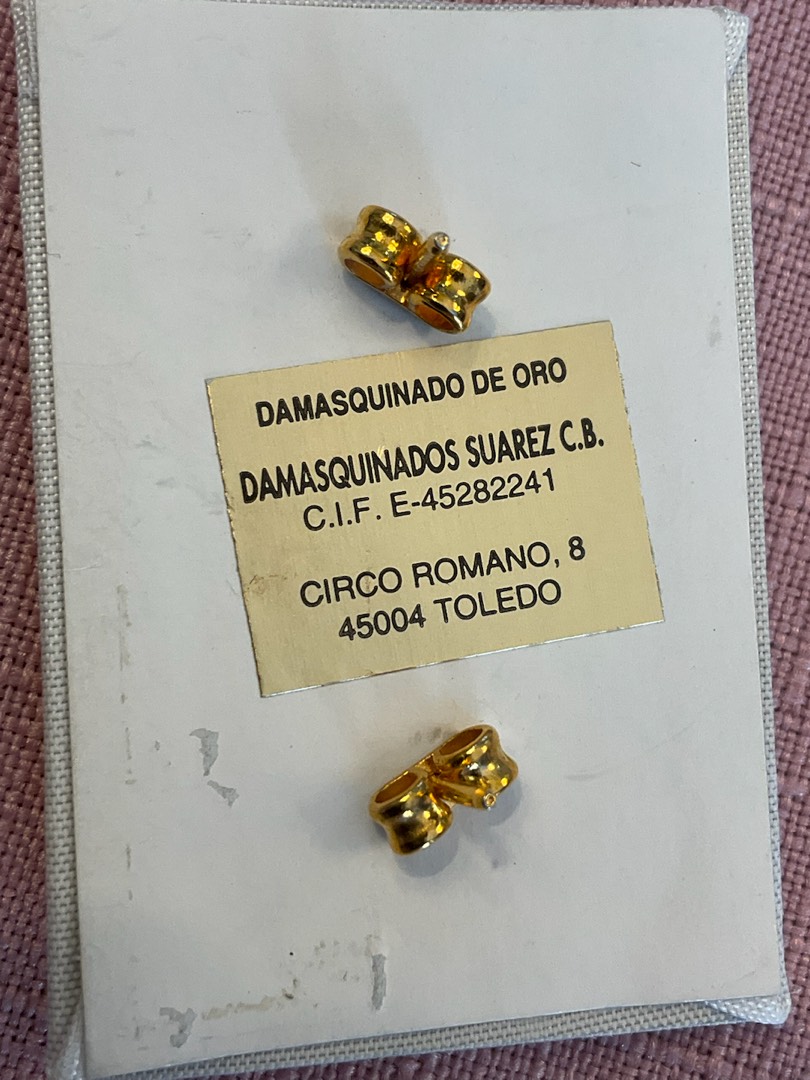 DAMASQUINADO DE ORO
DAMASQUINADOS SUAREZ C.B.
C.I.F. E-45282241
CIRCO ROMANO, 8
45004 TOLEDO